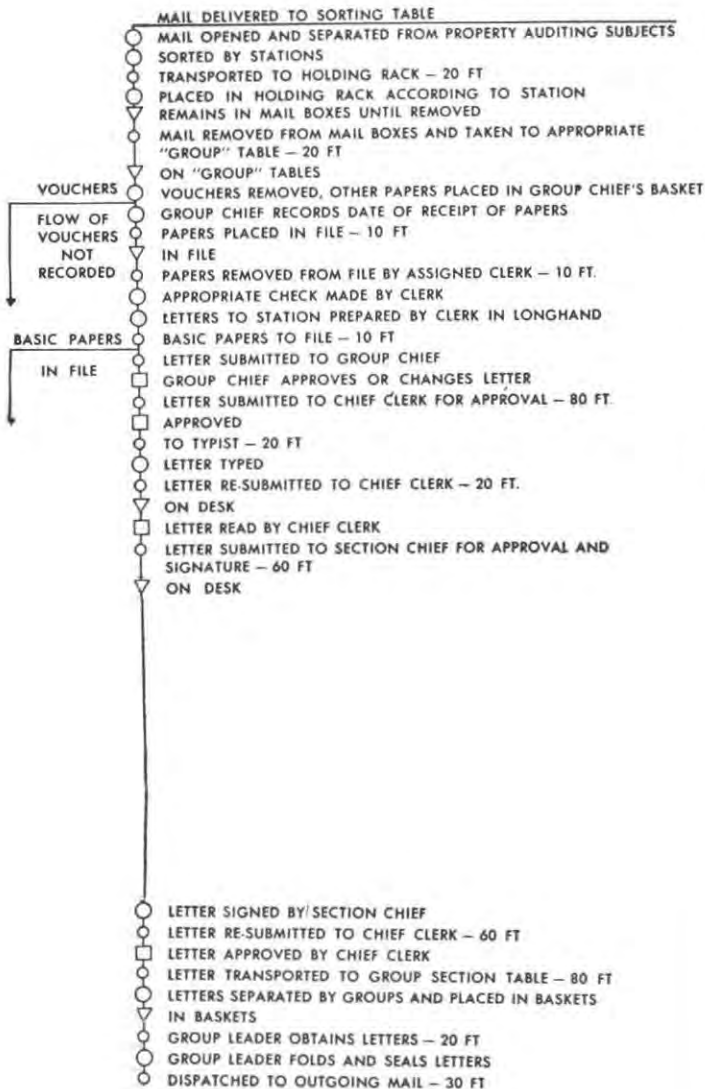 MAIL DELIVERED TO SORTING TABLE
MAIL OPENED AND SEPARATED FROM PROPERTY AUDITING SUBJECTS
SORTED BY STATIONS
TRANSPORTED TO HOLDING RACK – 20 FT
PLACED IN HOLDING RACK ACCORDING TO STATION
REMAINS IN MAIL BOXES UNTIL REMOVED
MAIL REMOVED FROM MAIL BOXES AND TAKEN TO APPROPRIATE
"GROUP" TABLE – 20 FT
ON "GROUP" TABLES
VOUCHERS
VOUCHERS REMOVED, OTHER PAPERS PLACED IN GROUP CHIEF'S BASKET
FLOW OF
VOUCHERS
NOT
RECORDED
GROUP CHIEF RECORDS DATE OF RECEIPT OF PAPERS
PAPERS PLACED IN FILE – 10 FT
IN FILE
PAPERS REMOVED FROM FILE BY ASSIGNED CLERK – 10 FT.
APPROPRIATE CHECK MADE BY CLERK
LETTERS TO STATION PREPARED BY CLERK IN LONGHAND
BASIC PAPERS
BASIC PAPERS TO FILE – 10 FT
IN FILE
LETTER SUBMITTED TO GROUP CHIEF
GROUP CHIEF APPROVES OR CHANGES LETTER
LETTER SUBMITTED TO CHIEF CLERK FOR APPROVAL – 80 FT.
APPROVED
TO TYPIST – 20 FT
LETTER TYPED
LETTER RE-SUBMITTED TO CHIEF CLERK – 20 FT.
ON DESK
LETTER READ BY CHIEF CLERK
LETTER SUBMITTED TO SECTION CHIEF FOR APPROVAL AND
SIGNATURE – 60 FT
ON DESK
LETTER SIGNED BY SECTION CHIEF
LETTER RE-SUBMITTED TO CHIEF CLERK – 60 FT
LETTER APPROVED BY CHIEF CLERK
LETTER TRANSPORTED TO GROUP SECTION TABLE – 80 FT
LETTERS SEPARATED BY GROUPS AND PLACED IN BASKETS
IN BASKETS
GROUP LEADER OBTAINS LETTERS – 20 FT
GROUP LEADER FOLDS AND SEALS LETTERS
DISPATCHED TO OUTGOING MAIL – 30 FT